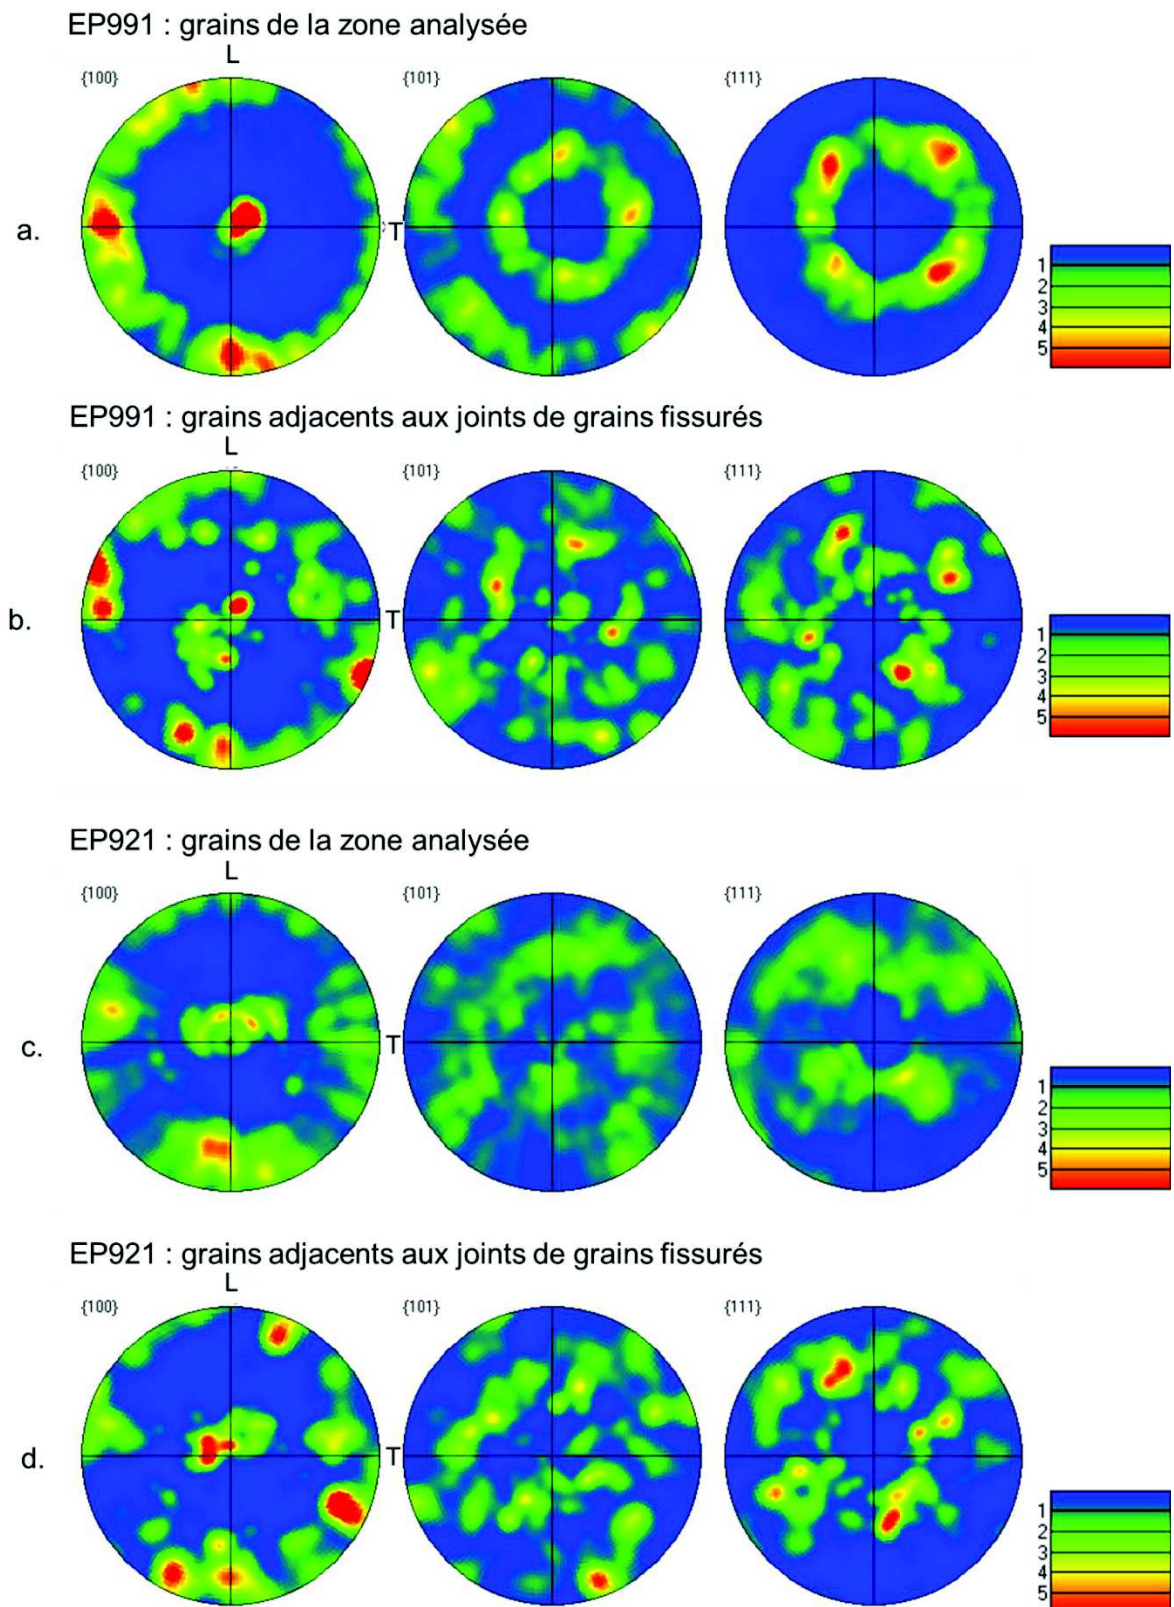 EP991 : grains de la zone analysée
L
{100} {101} {111}
a. T
1
2
3
4
5
EP991 : grains adjacents aux joints de grains fissurés
L
{100} {101} {111}
b. T
1
2
3
4
5
EP921 : grains de la zone analysée
L
{100} {101} {111}
c. T
1
2
3
4
5
EP921 : grains adjacents aux joints de grains fissurés
L
{100} {101} {111}
d. T
1
2
3
4
5